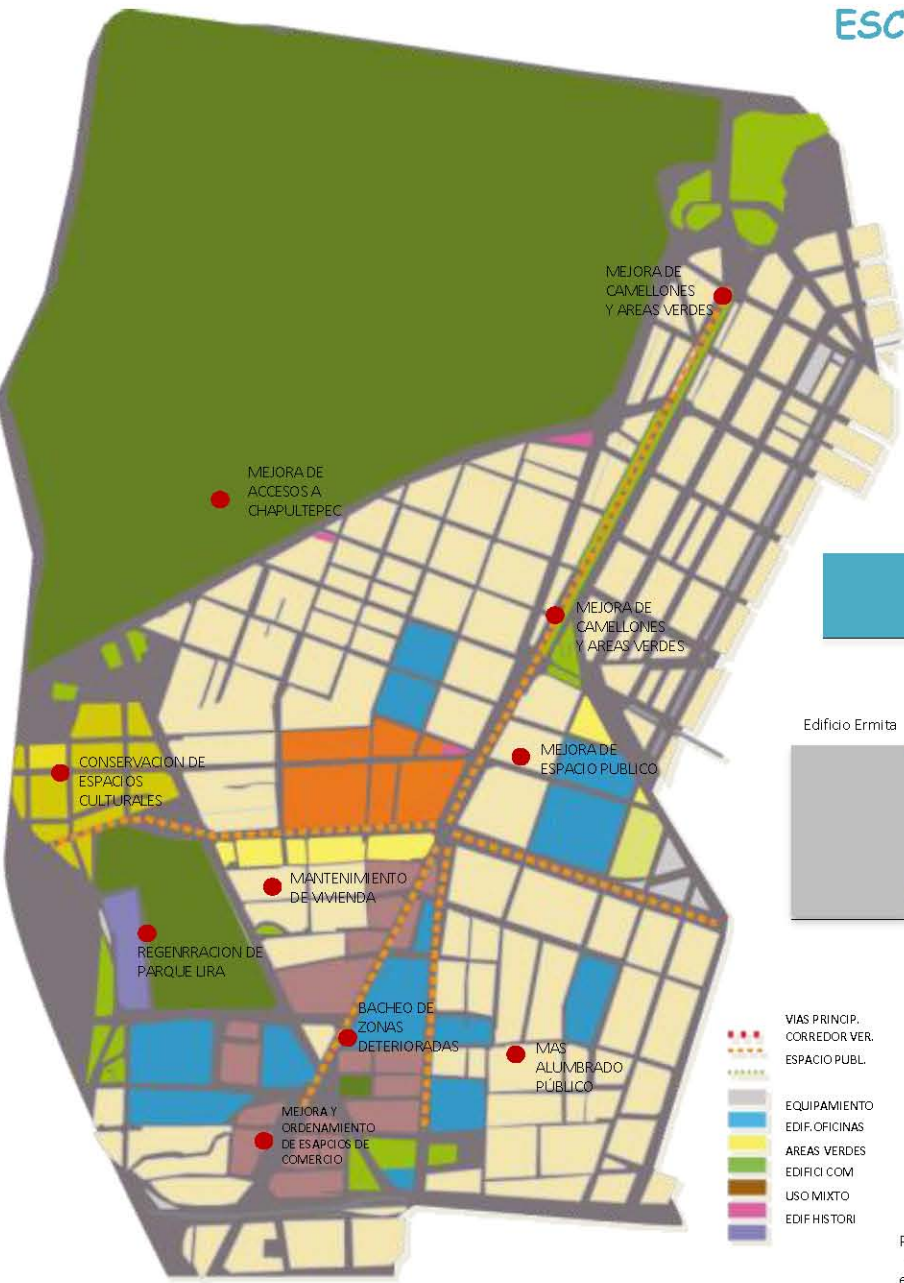 ESC
MEJORA DE
CAMELLONES
Y AREAS VERDES
MEJORA DE
ACCESOS A
CHAPULTEPEC
MEJORA DE
CAMELLONES
Y AREAS VERDES
Edificio Ermita
CONSERVACION DE
ESPACIOS
CULTURALES
MEJORA DE
ESPACIO PUBLICO
MANTENIMIENTO
DE VIVIENDA
REGENRRACION DE
PARQUE LIRA
BACHEO DE
ZONAS
DETERIORADAS
MAS
ALUMBRADO
PÚBLICO
MEJORA Y
ORDENAMIENTO
DE ESAPCIOS DE
COMERCIO
VIAS PRINCIP.
CORREDOR VER.
ESPACIO PUBL.
EQUIPAMIENTO
EDIF. OFICINAS
AREAS VERDES
EDIFICI COM
USO MIXTO
EDIF HISTORI